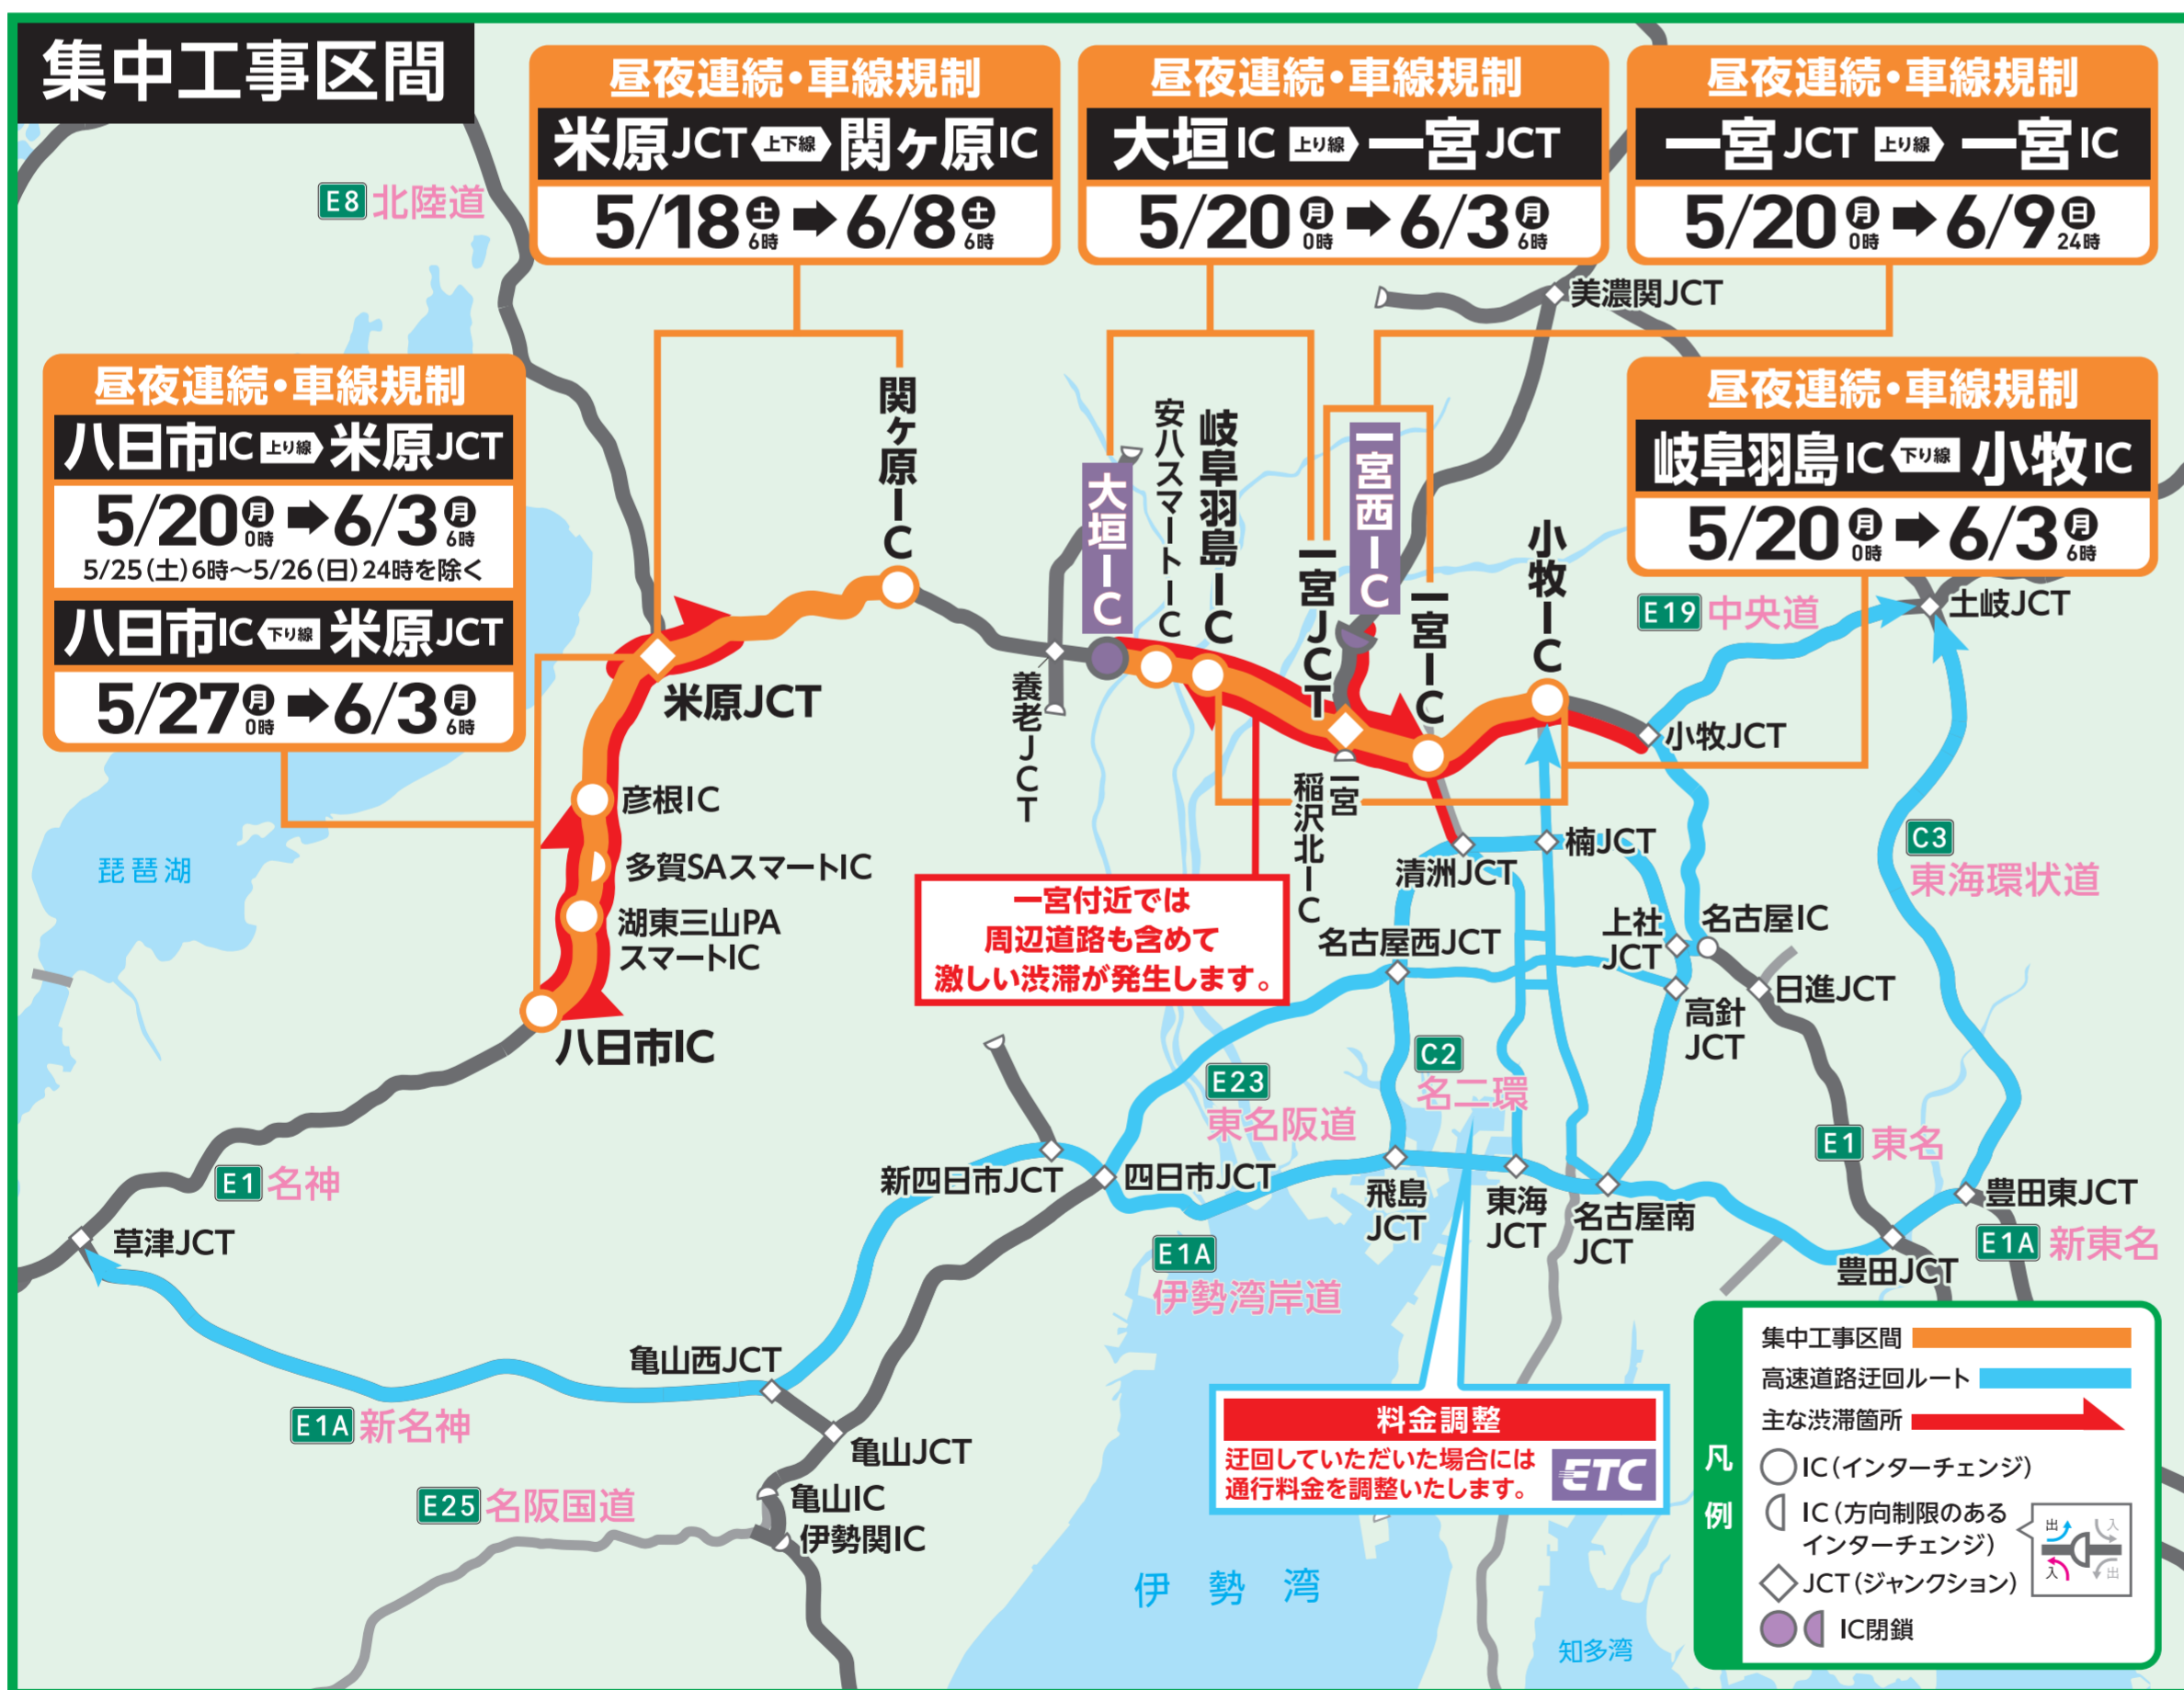 集中工事区間
昼夜連続・車線規制
米原JCT 上下線 関ヶ原IC
5/18 土 6時 ➡ 6/8 土 6時
昼夜連続・車線規制
大垣IC 上り線 一宮JCT
5/20 月 0時 ➡ 6/3 月 6時
昼夜連続・車線規制
一宮JCT 上り線 一宮IC
5/20 月 0時 ➡ 6/9 日 24時
昼夜連続・車線規制
八日市IC 上り線 米原JCT
5/20 月 0時 ➡ 6/3 月 6時
5/25(土)6時～5/26(日)24時を除く
八日市IC 下り線 米原JCT
5/27 月 0時 ➡ 6/3 月 6時
昼夜連続・車線規制
岐阜羽島IC 下り線 小牧IC
5/20 月 0時 ➡ 6/3 月 6時
E8 北陸道
美濃関JCT
関ヶ原IC
大垣IC
安八スマートIC
岐阜羽島IC
一宮JCT
一宮西IC
一宮IC
小牧IC
E19 中央道
土岐JCT
米原JCT
養老JCT
小牧JCT
彦根IC
一宮
稲沢北IC
多賀SAスマートIC
湖東三山PA
スマートIC
八日市IC
琵琶湖
一宮付近では
周辺道路も含めて
激しい渋滞が発生します。
清洲JCT
楠JCT
C3
東海環状道
名古屋西JCT
上社
JCT
名古屋IC
日進JCT
高針
JCT
C2
名二環
E23
東名阪道
E1 東名
E1 名神
新四日市JCT
四日市JCT
飛島
JCT
東海
JCT
名古屋南
JCT
豊田東JCT
E1A 新東名
豊田JCT
草津JCT
E1A
伊勢湾岸道
亀山西JCT
E1A 新名神
亀山JCT
亀山IC
伊勢関IC
E25 名阪国道
料金調整
迂回していただいた場合には
通行料金を調整いたします。
ETC
伊勢湾
知多湾
凡例
集中工事区間
高速道路迂回ルート
主な渋滞箇所
IC(インターチェンジ)
IC(方向制限のある
インターチェンジ)
出 入
入 出
JCT(ジャンクション)
IC閉鎖